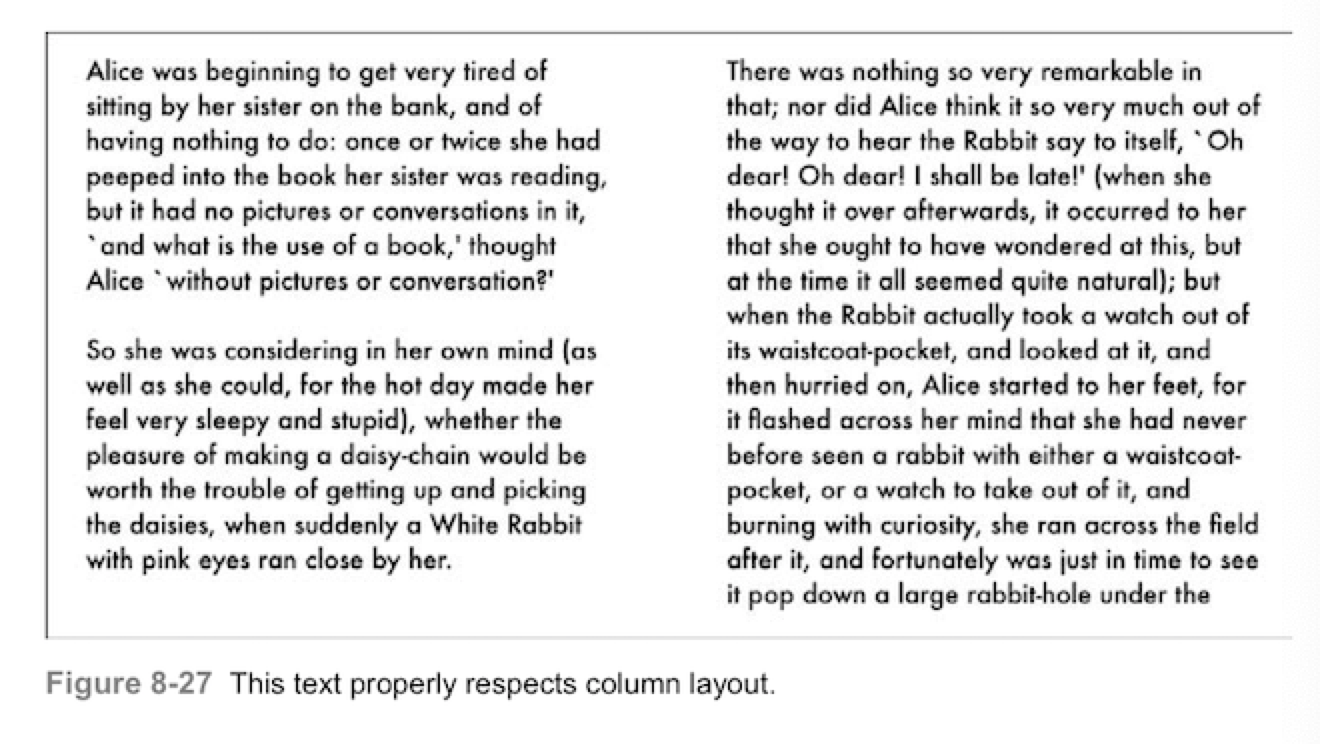 Alice was beginning to get very tired of
sitting by her sister on the bank, and of
having nothing to do: once or twice she had
peeped into the book her sister was reading,
but it had no pictures or conversations in it,
`and what is the use of a book,' thought
Alice `without pictures or conversation?'

So she was considering in her own mind (as
well as she could, for the hot day made her
feel very sleepy and stupid), whether the
pleasure of making a daisy-chain would be
worth the trouble of getting up and picking
the daisies, when suddenly a White Rabbit
with pink eyes ran close by her.

There was nothing so very remarkable in
that; nor did Alice think it so very much out of
the way to hear the Rabbit say to itself, `Oh
dear! Oh dear! I shall be late!' (when she
thought it over afterwards, it occurred to her
that she ought to have wondered at this, but
at the time it all seemed quite natural); but
when the Rabbit actually took a watch out of
its waistcoat-pocket, and looked at it, and
then hurried on, Alice started to her feet, for
it flashed across her mind that she had never
before seen a rabbit with either a waistcoat-
pocket, or a watch to take out of it, and
burning with curiosity, she ran across the field
after it, and fortunately was just in time to see
it pop down a large rabbit-hole under the

Figure 8-27 This text properly respects column layout.